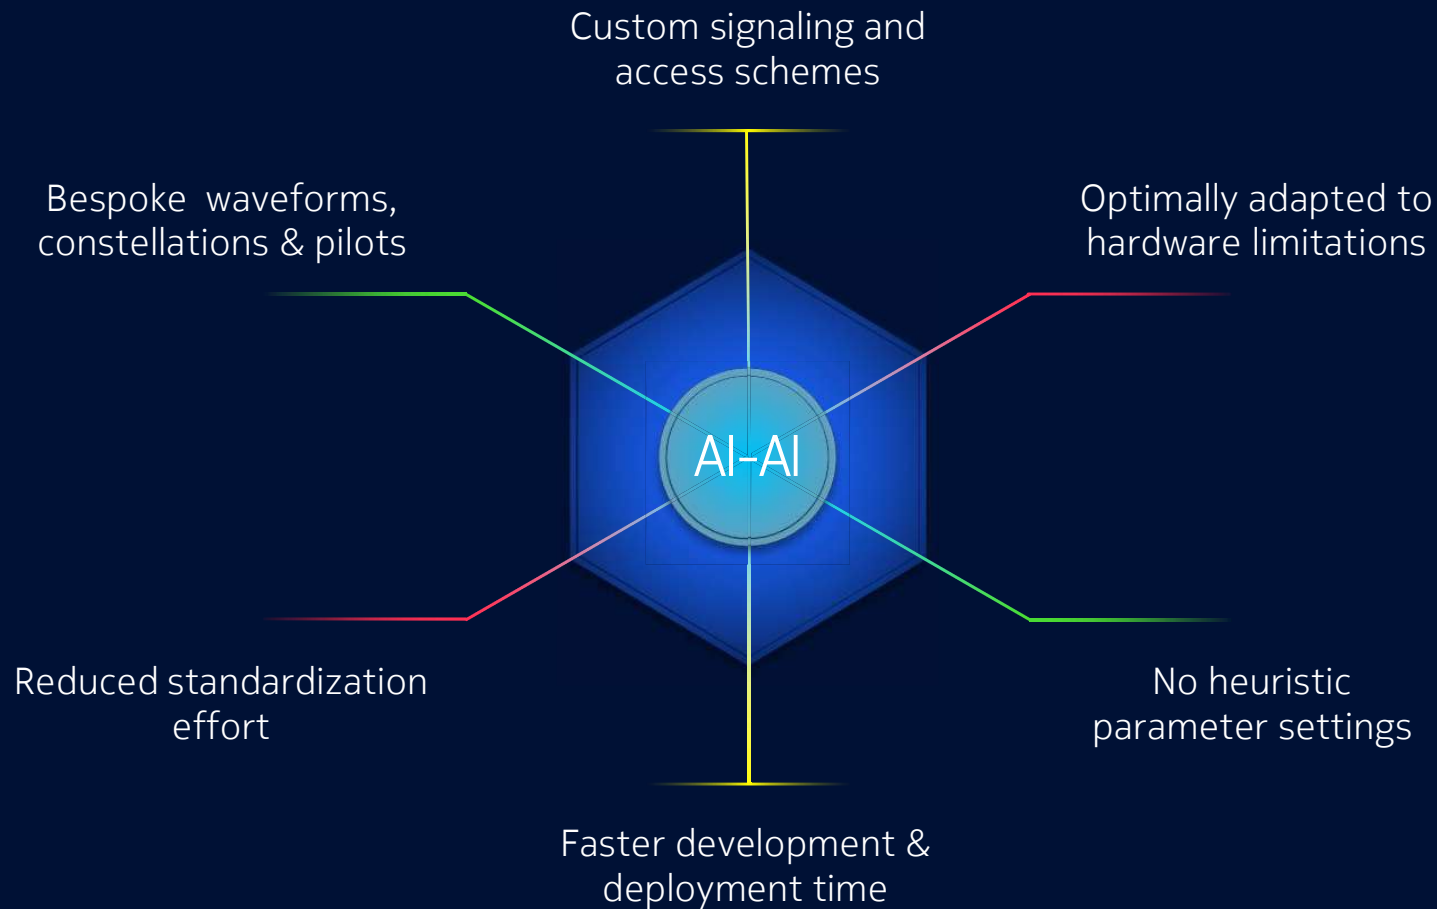 Custom signaling and
access schemes
Bespoke waveforms,
constellations & pilots
Optimally adapted to
hardware limitations
AI-AI
Reduced standardization
effort
No heuristic
parameter settings
Faster development &
deployment time